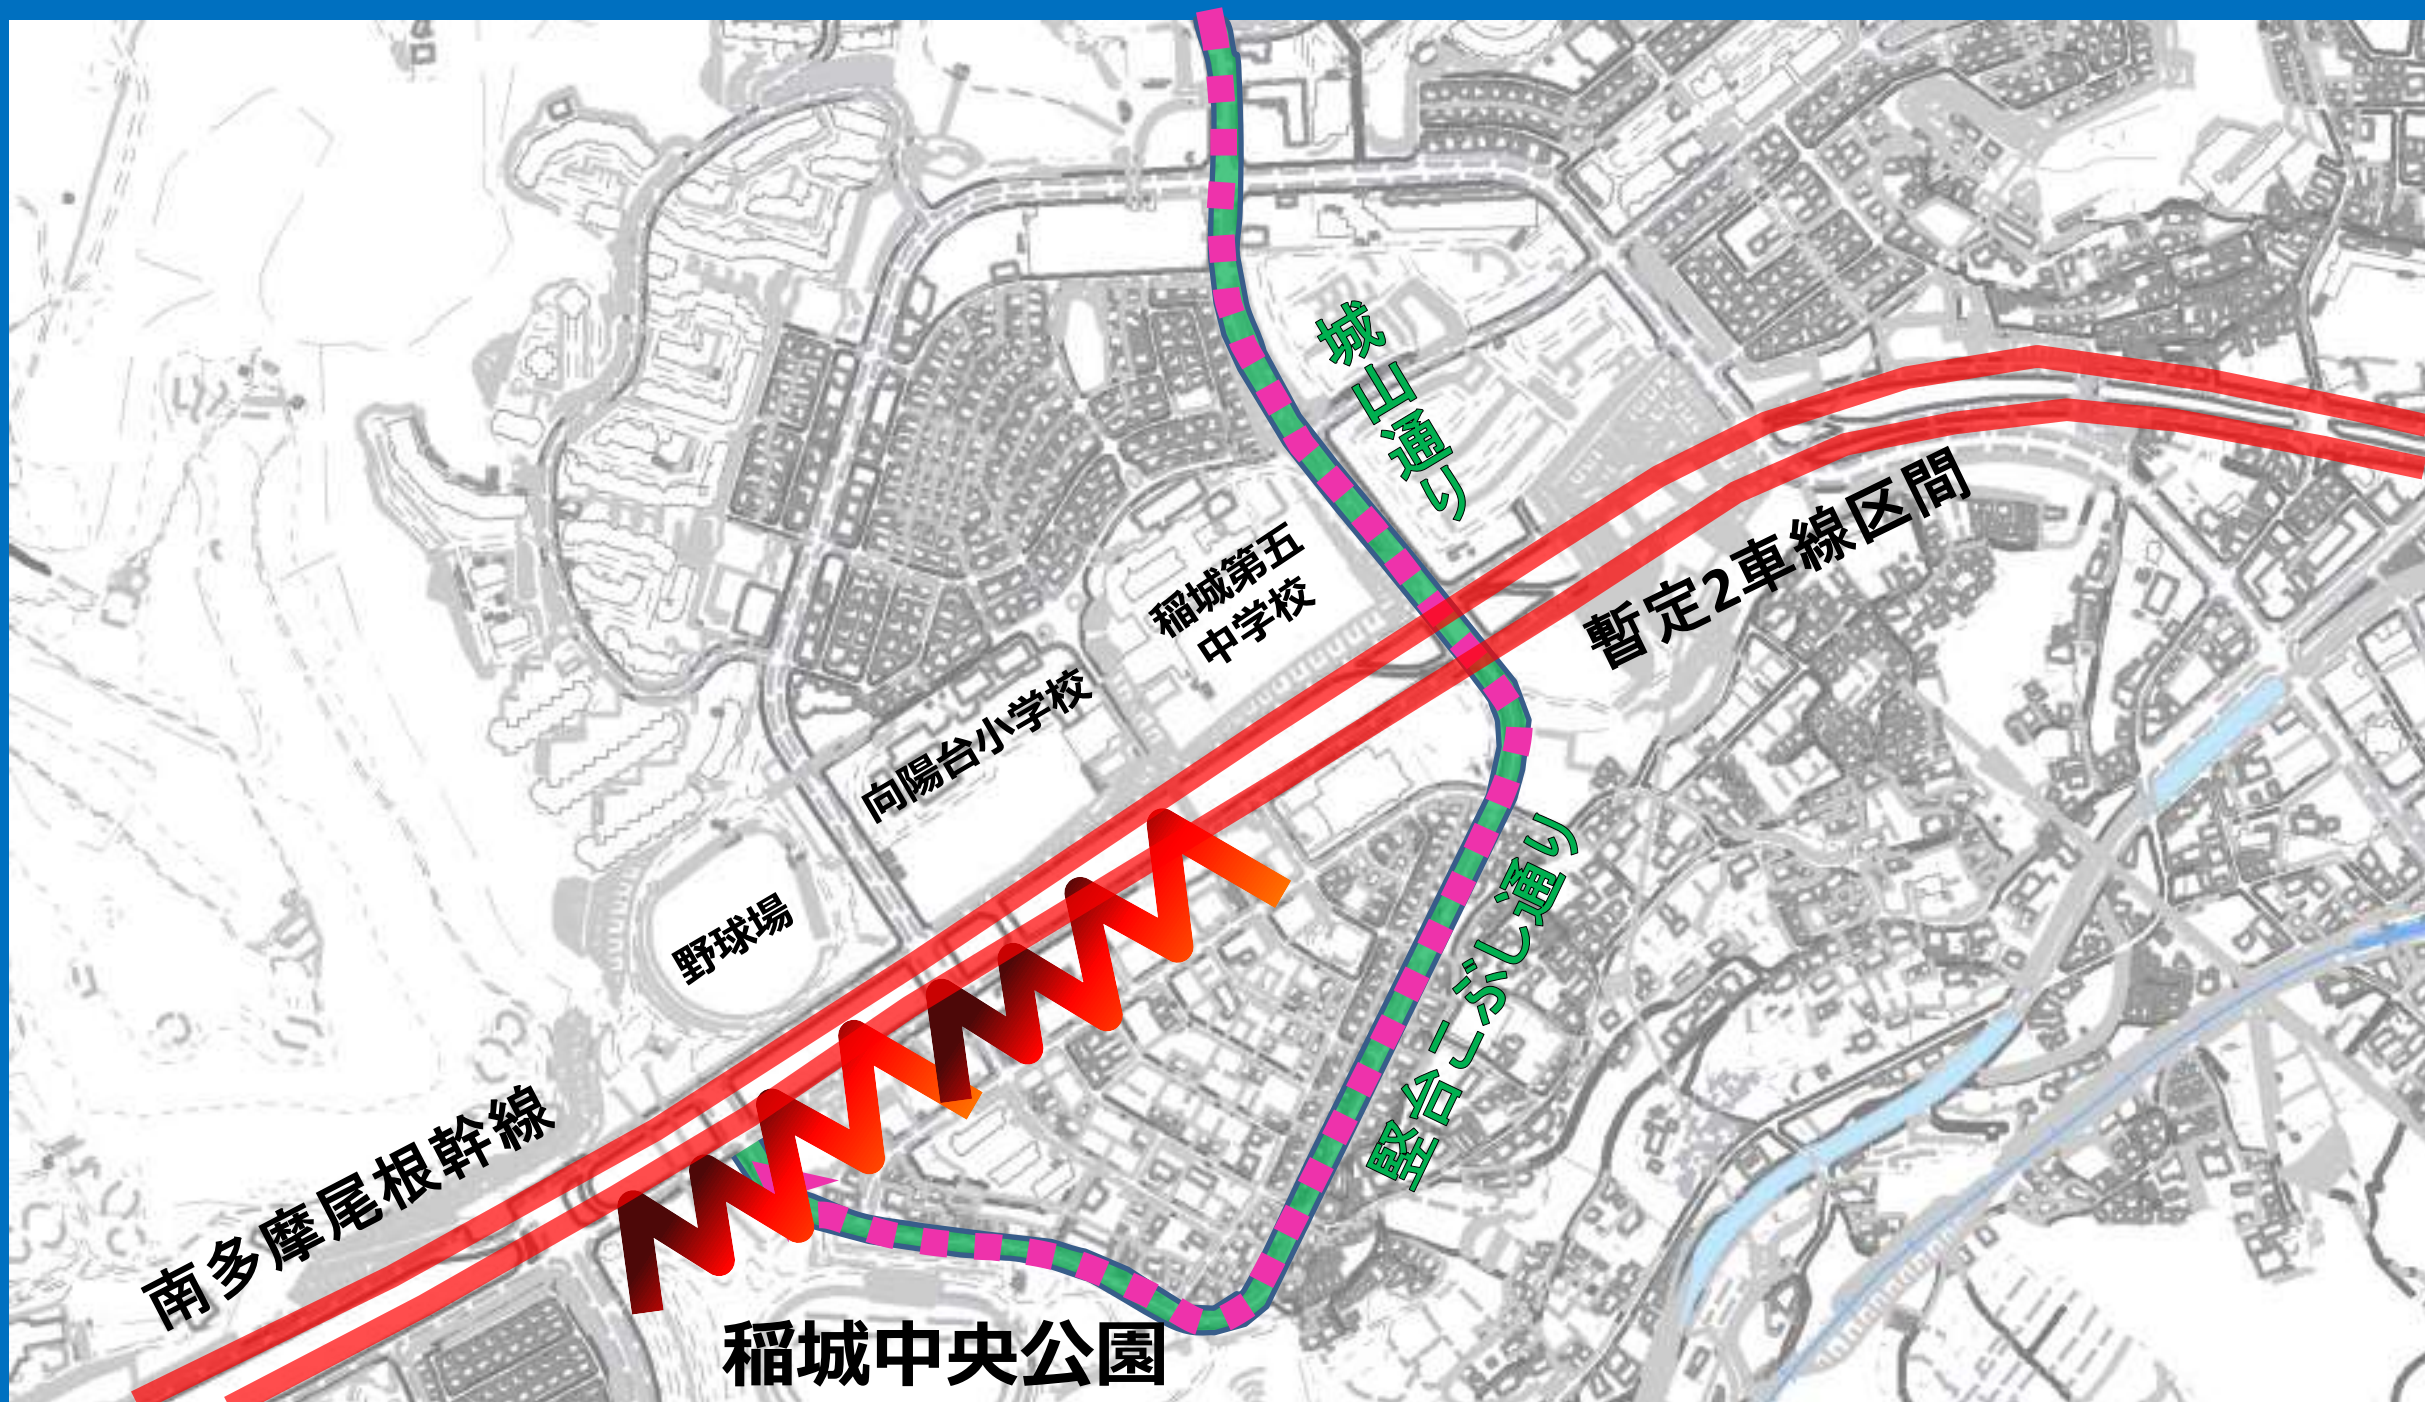 城山通り
暫定2車線区間
稲城第五
中学校
向陽台小学校
野球場
竪台こぶし通り
南多摩尾根幹線
稲城中央公園